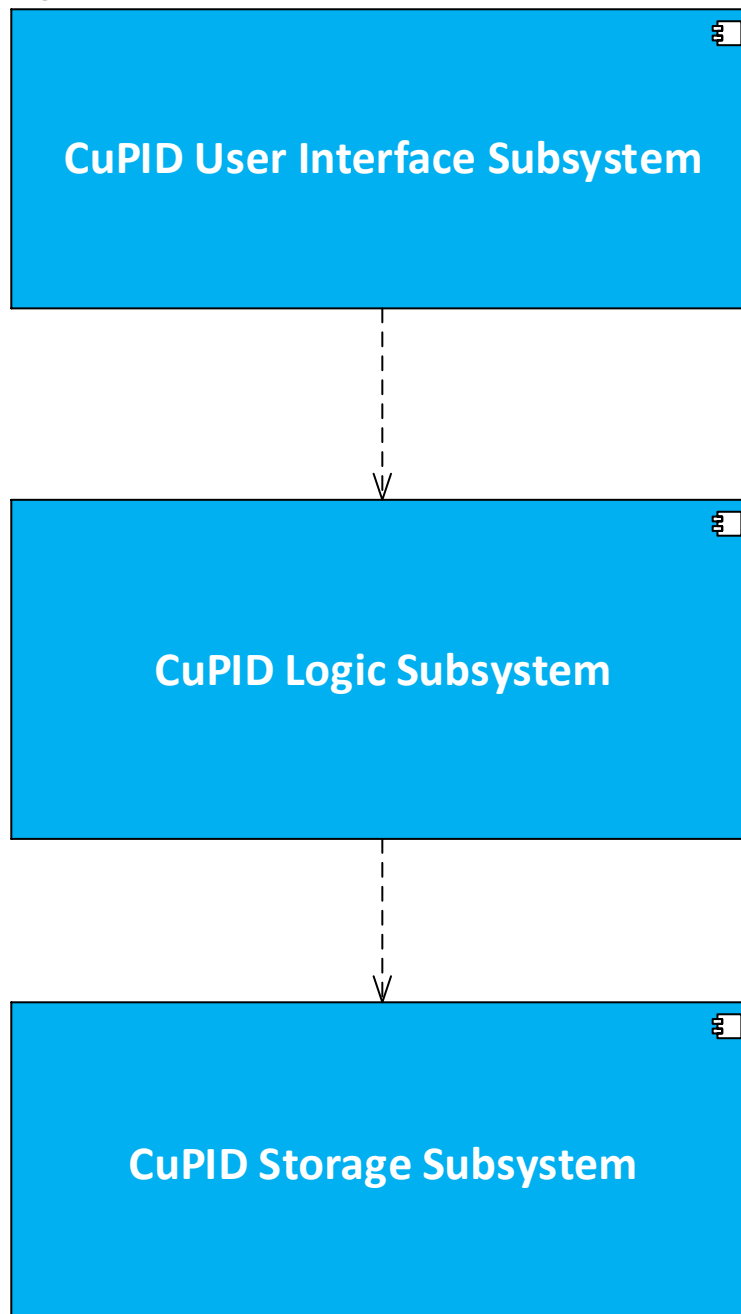 CuPID User Interface Subsystem
CuPID Logic Subsystem
CuPID Storage Subsystem